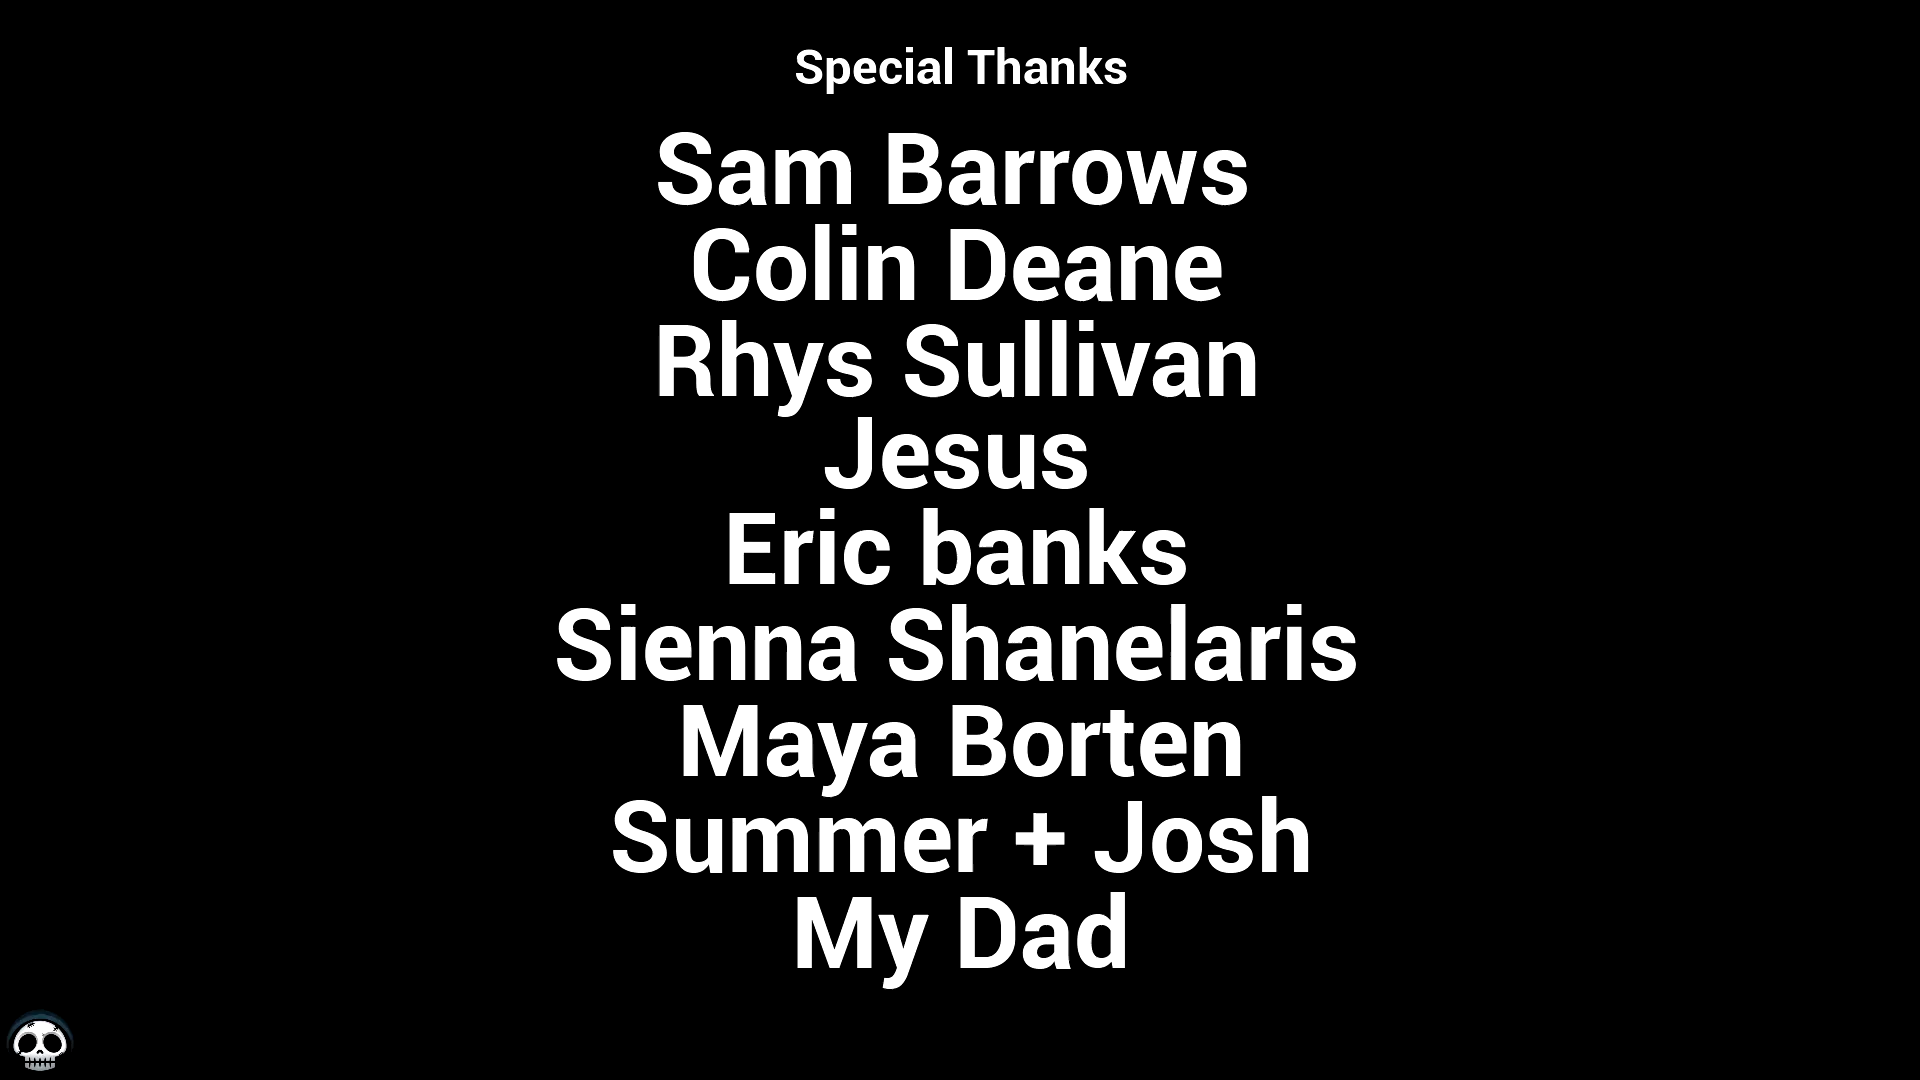 Special Thanks
Sam Barrows
Colin Deane
Rhys Sullivan
Jesus
Eric banks
Sienna Shanelaris
Maya Borten
Summer + Josh
My Dad